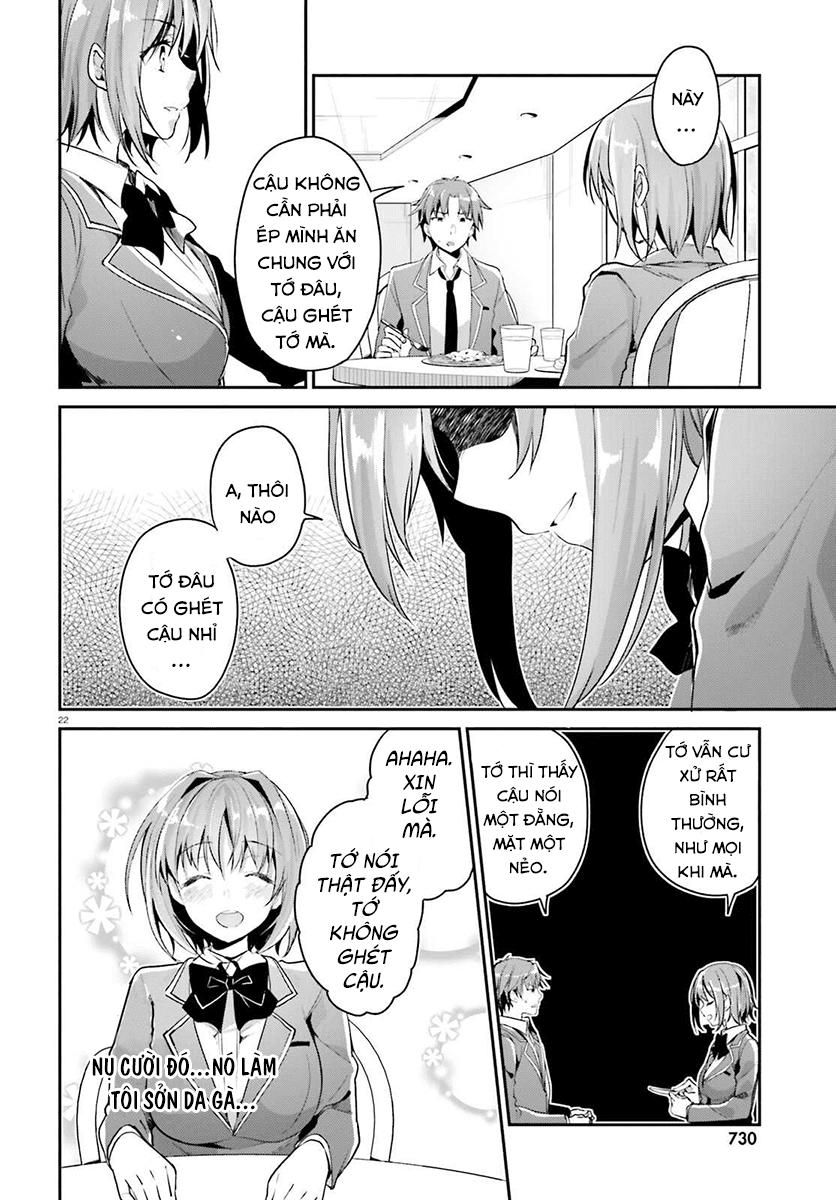 NÀY
...
CẬU KHÔNG
CẦN PHẢI
ÉP MÌNH ĂN
CHUNG VỚI
TỚ ĐÂU,
CẬU GHÉT
TỚ MÀ.
A, THÔI
NÀO
TỚ ĐÂU
CÓ GHÉT
CẬU NHỈ
...
22
TỚ VẪN CƯ
XỬ RẤT
BÌNH
THƯỜNG,
NHƯ MỌI
KHI MÀ.
TỚ THÌ THẤY
CẬU NÓI
MỘT ĐẰNG,
MẶT MỘT
NẺO.
AHAHA.
XIN
LỖI
MÀ.
TỚ NÓI
THẬT ĐẤY,
TỚ
KHÔNG
GHÉT
CẬU.
NỤ CƯỜI ĐÓ...NÓ LÀM
TÔI SỞN DA GÀ...
730